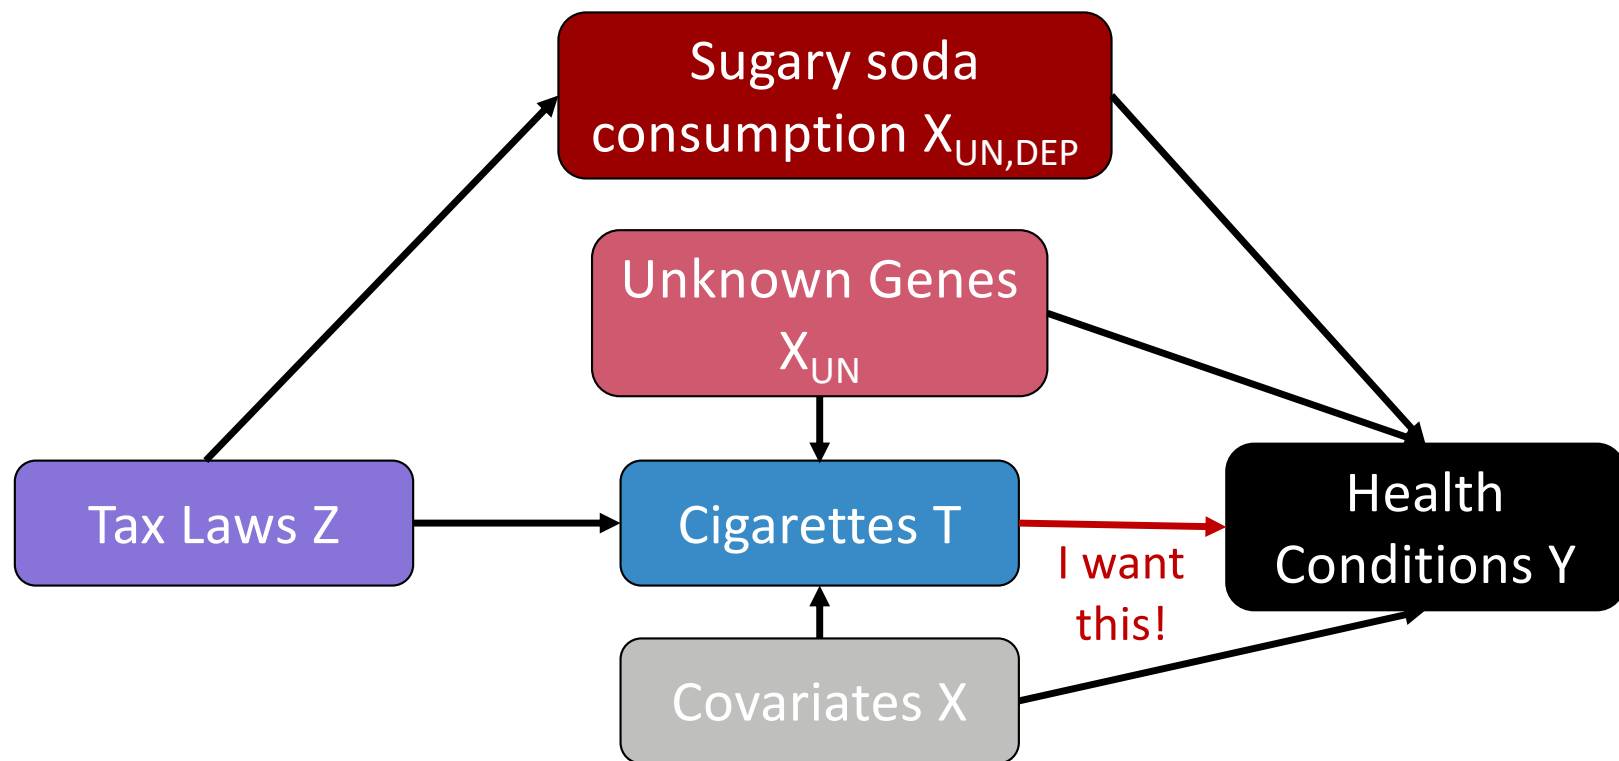 Sugary soda
consumption X_UN,DEP
Unknown Genes
X_UN
Tax Laws Z
Cigarettes T
I want
this!
Health
Conditions Y
Covariates X